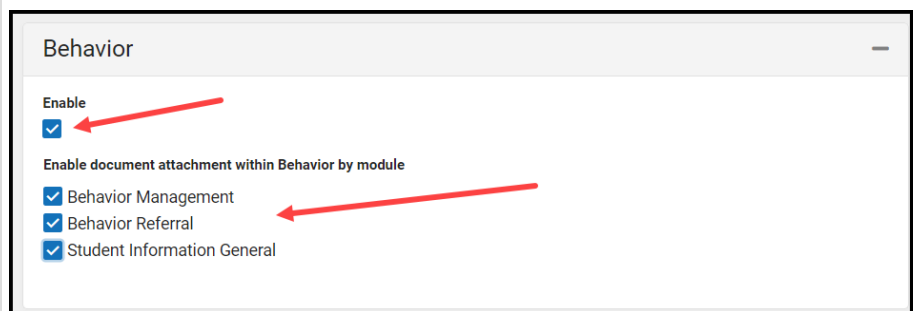 Behavior
Enable
Enable document attachment within Behavior by module
Behavior Management
Behavior Referral
Student Information General